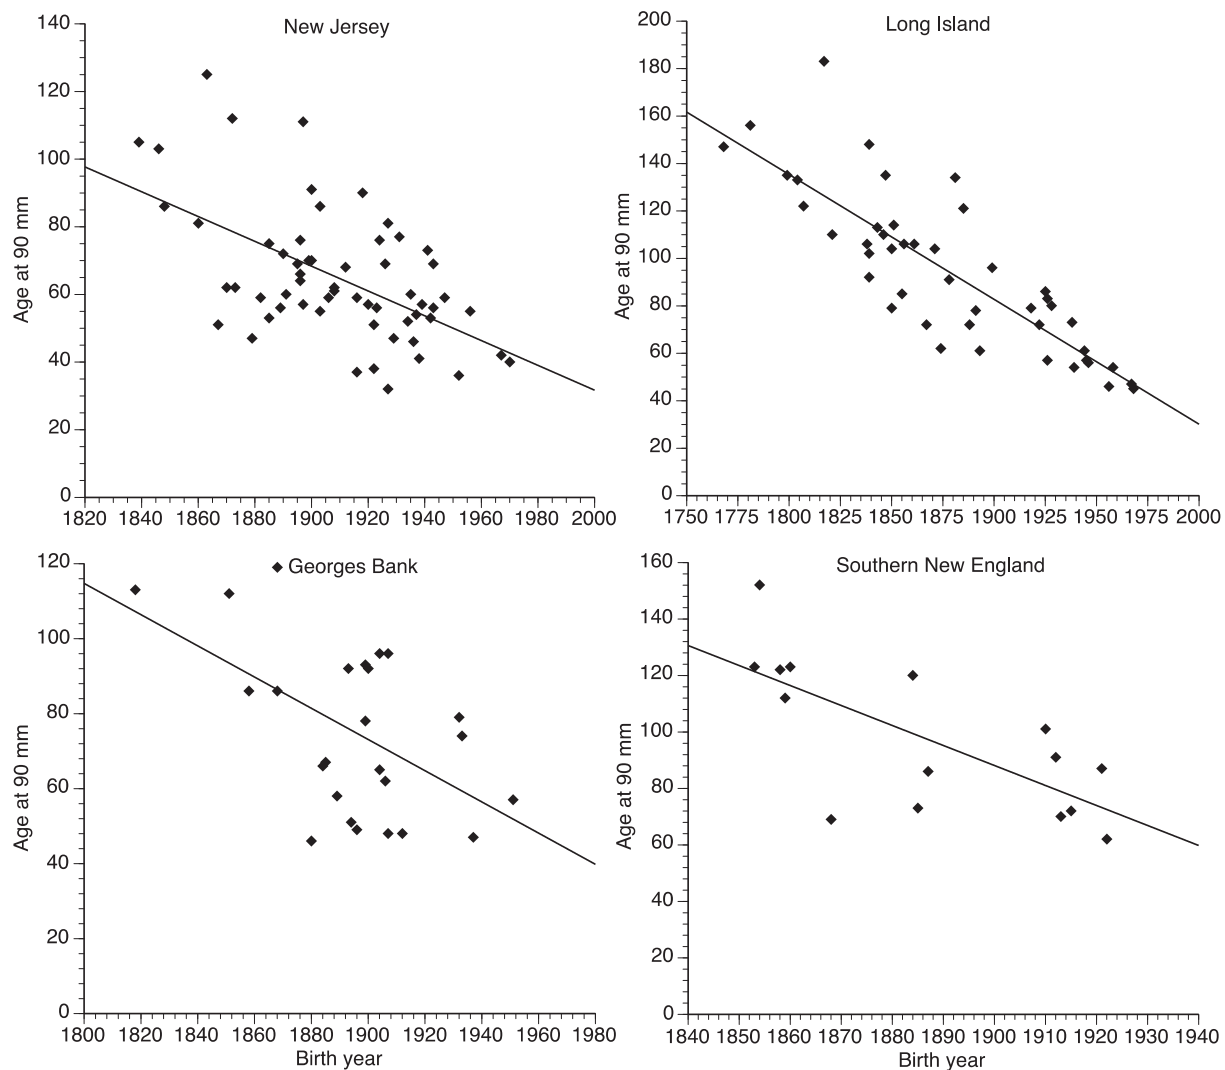 New Jersey
140
120
100
80
60
40
20
0
Age at 90 mm
1820 1840 1860 1880 1900 1920 1940 1960 1980 2000
Long Island
200
180
160
140
120
100
80
60
40
20
0
Age at 90 mm
1750 1775 1800 1825 1850 1875 1900 1925 1950 1975 2000
Georges Bank
120
100
80
60
40
20
0
Age at 90 mm
1800 1820 1840 1860 1880 1900 1920 1940 1960 1980
Birth year
Southern New England
160
140
120
100
80
60
40
20
0
Age at 90 mm
1840 1850 1860 1870 1880 1890 1900 1910 1920 1930 1940
Birth year